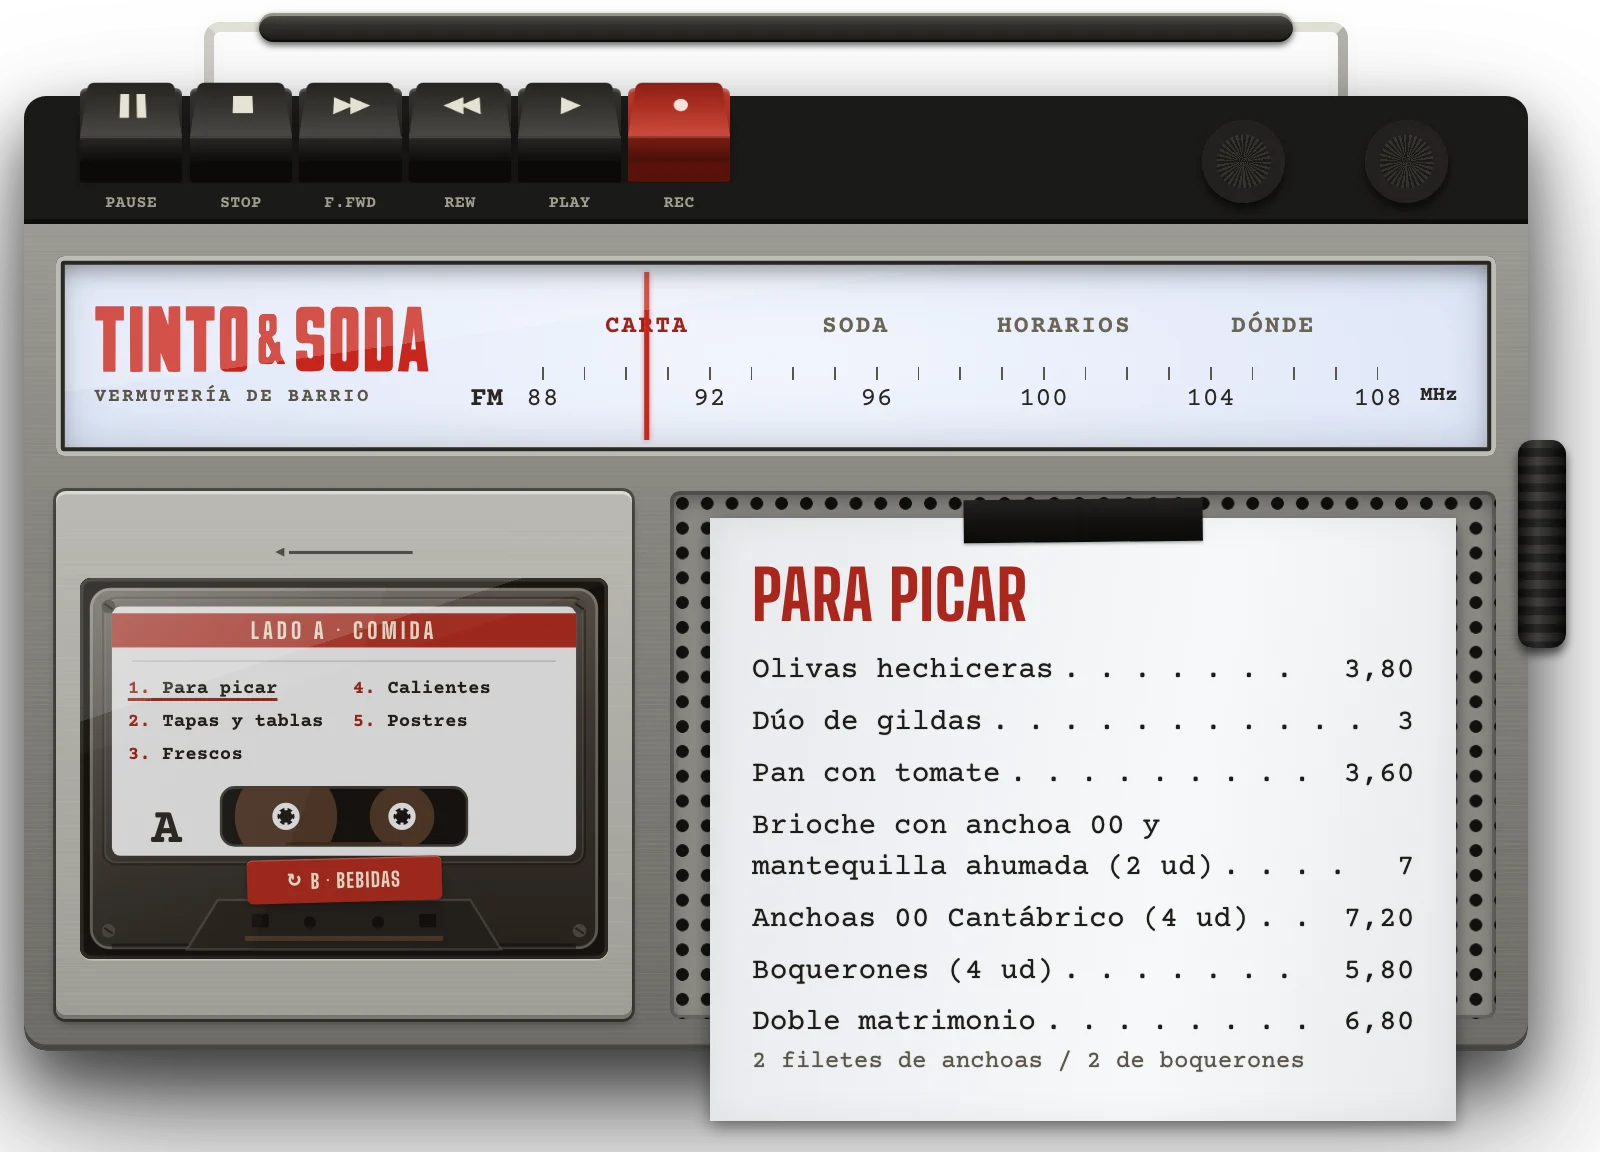 PAUSE STOP F.FWD REW PLAY REC
TINTO & SODA
VERMUTERÍA DE BARRIO
CARTA SODA HORARIOS DÓNDE
FM 88 92 96 100 104 108 MHz
LADO A · COMIDA
1. Para picar
2. Tapas y tablas
3. Frescos
4. Calientes
5. Postres
A
↻ B · BEBIDAS
PARA PICAR
Olivas hechiceras . . . . . . . 3,80
Dúo de gildas . . . . . . . . . . . 3
Pan con tomate . . . . . . . . . 3,60
Brioche con anchoa 00 y
mantequilla ahumada (2 ud) . . . . 7
Anchoas 00 Cantábrico (4 ud) . . 7,20
Boquerones (4 ud) . . . . . . . 5,80
Doble matrimonio . . . . . . . . 6,80
2 filetes de anchoas / 2 de boquerones